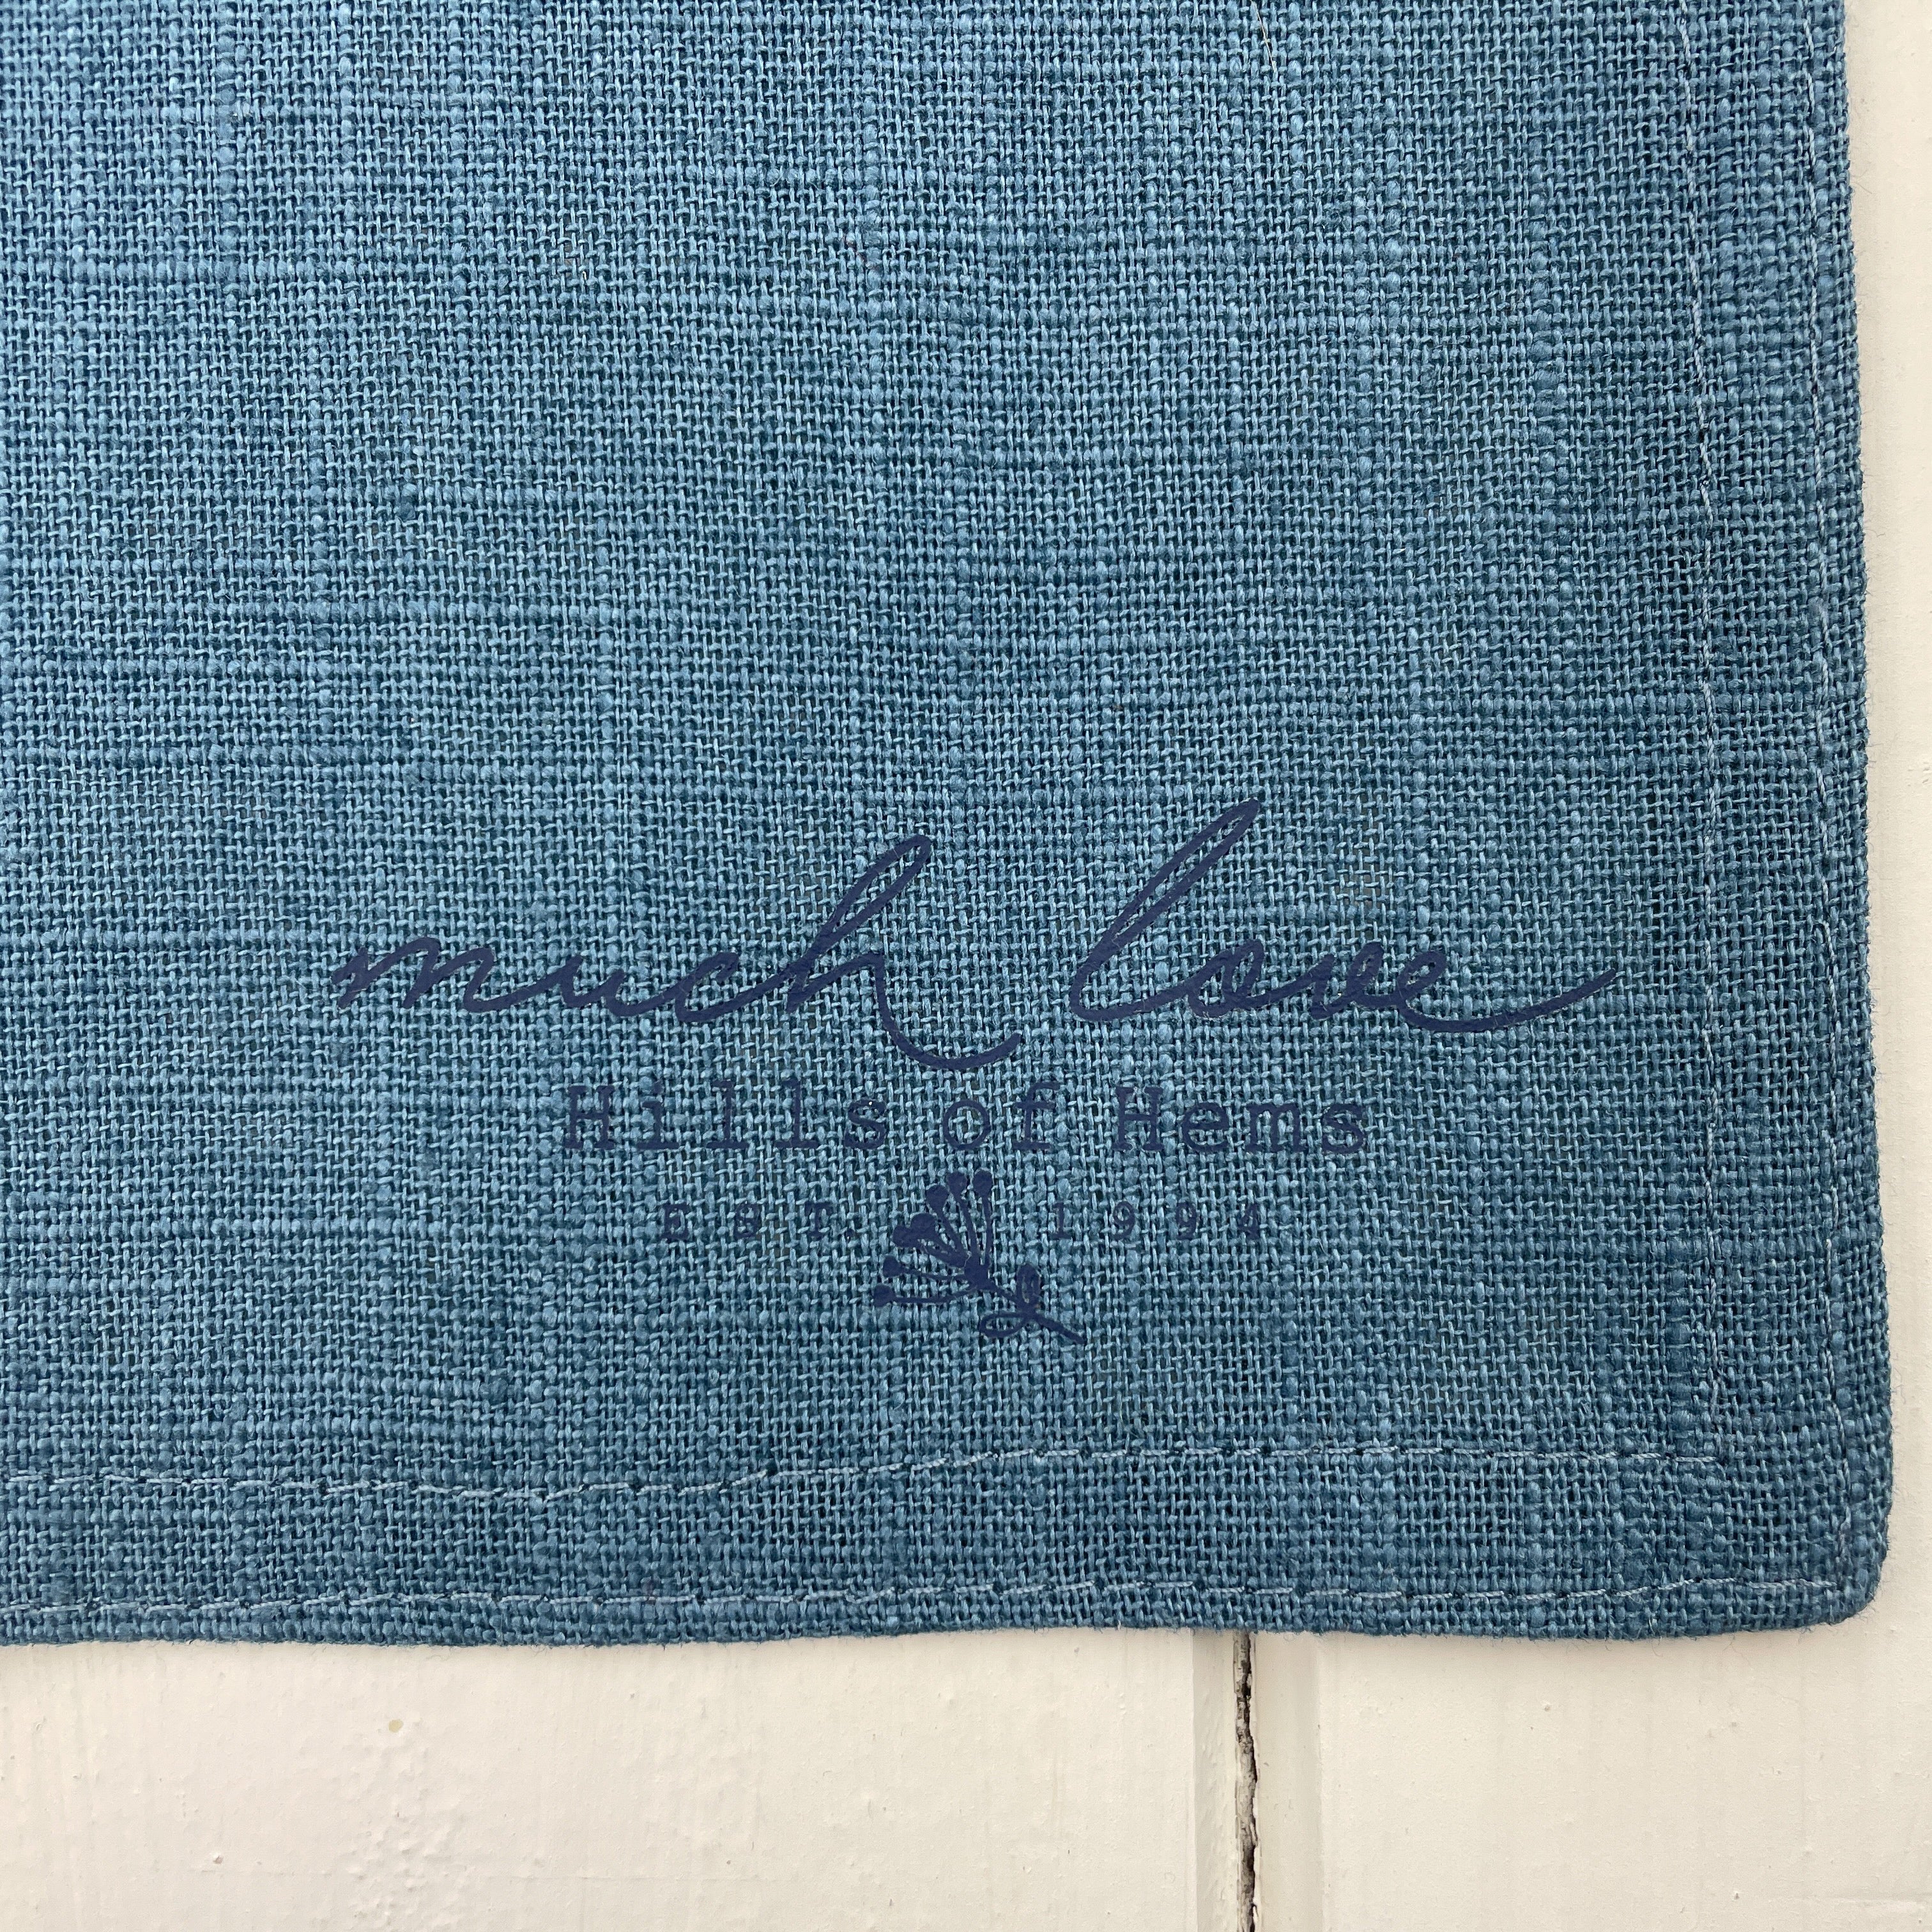 much love
Hills of Hems
EST. 1994